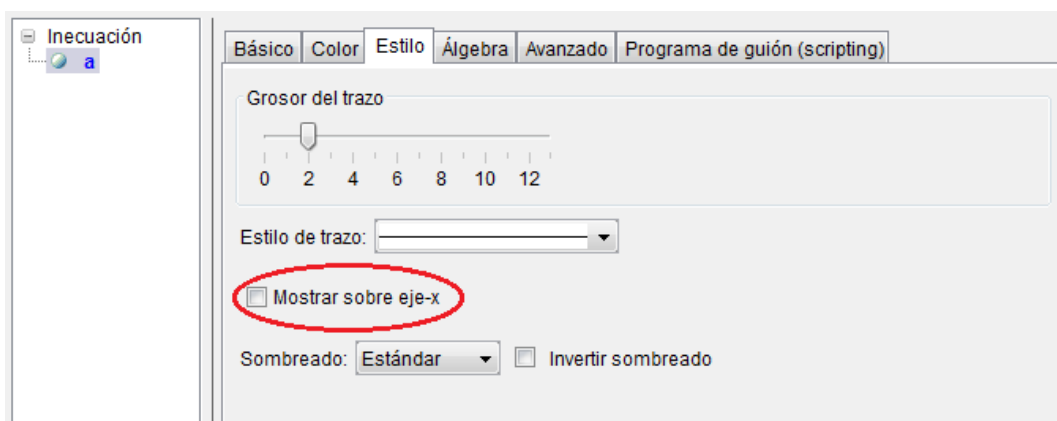 Inecuación
a
Básico Color Estilo Álgebra Avanzado Programa de guión (scripting)
Grosor del trazo
0 2 4 6 8 10 12
Estilo de trazo:
Mostrar sobre eje-x
Sombreado: Estándar Invertir sombreado